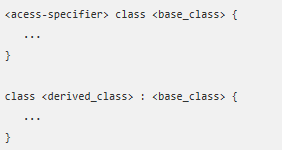 <acess-specifier> class <base_class> {
...
}
class <derived_class> : <base_class> {
...
}